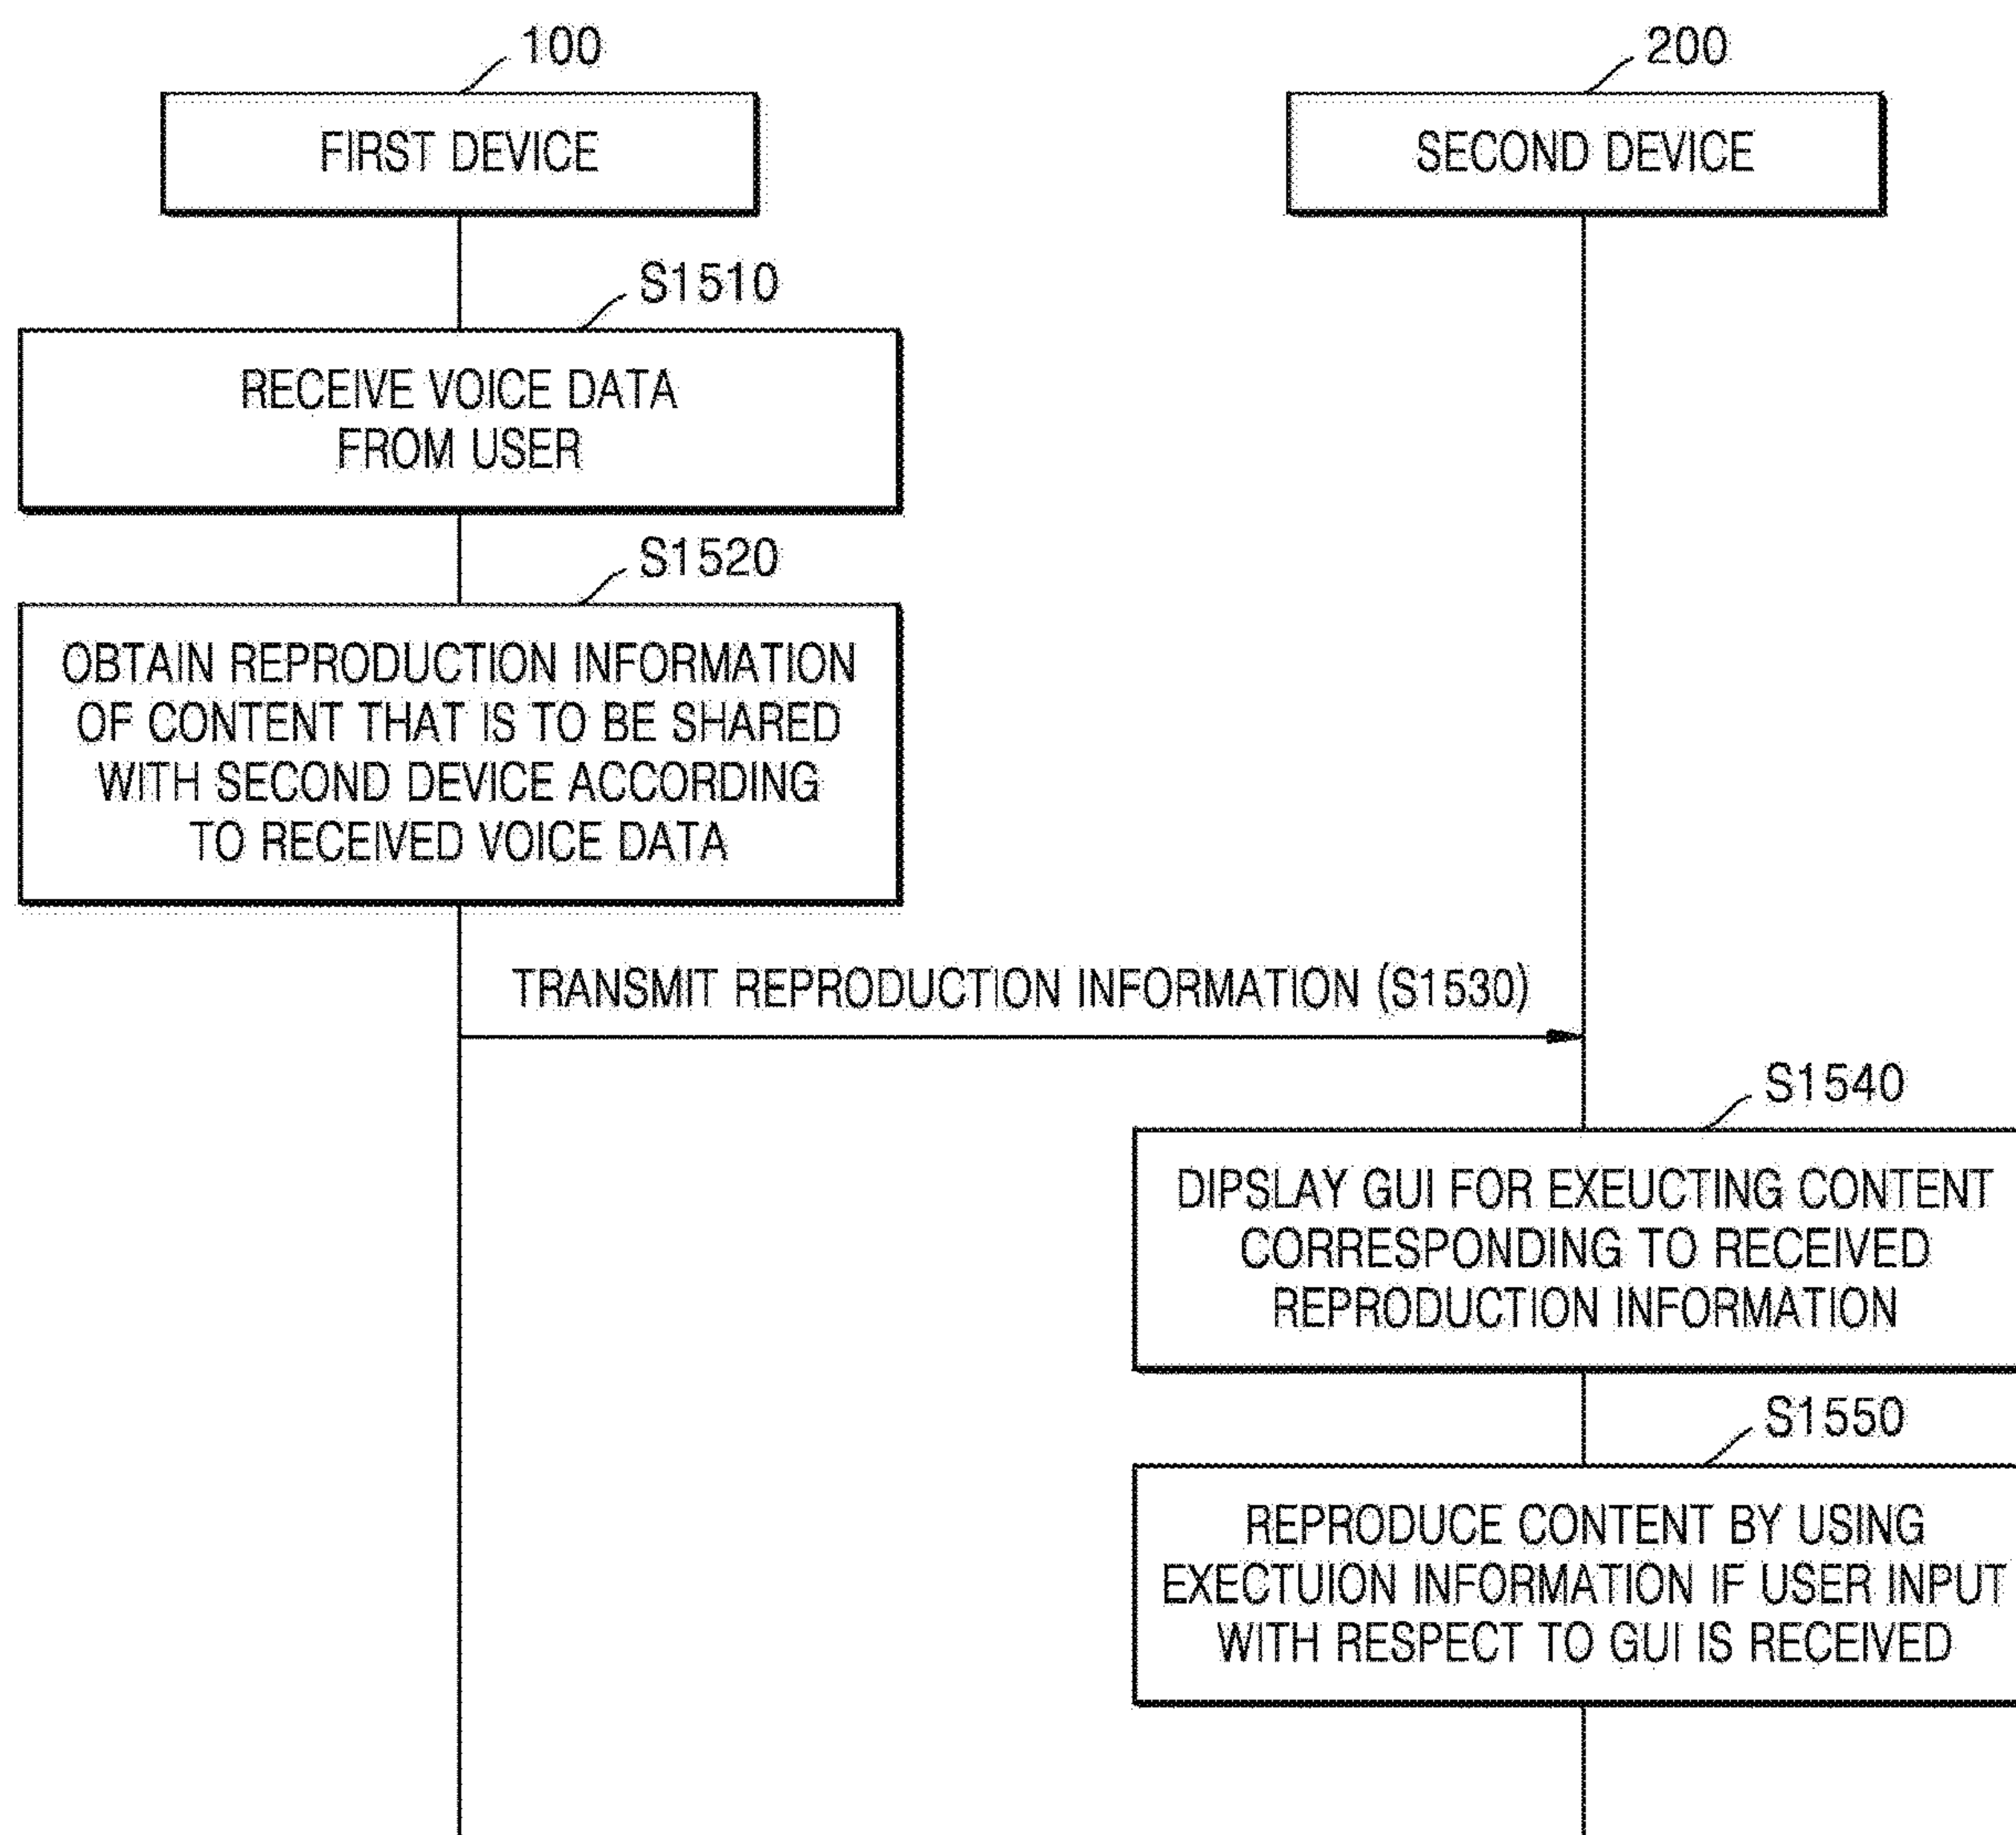 100
200
FIRST DEVICE
SECOND DEVICE
S1510
RECEIVE VOICE DATA
FROM USER
S1520
OBTAIN REPRODUCTION INFORMATION
OF CONTENT THAT IS TO BE SHARED
WITH SECOND DEVICE ACCORDING
TO RECEIVED VOICE DATA
TRANSMIT REPRODUCTION INFORMATION (S1530)
S1540
DIPSLAY GUI FOR EXEUCTING CONTENT
CORRESPONDING TO RECEIVED
REPRODUCTION INFORMATION
S1550
REPRODUCE CONTENT BY USING
EXECTUION INFORMATION IF USER INPUT
WITH RESPECT TO GUI IS RECEIVED